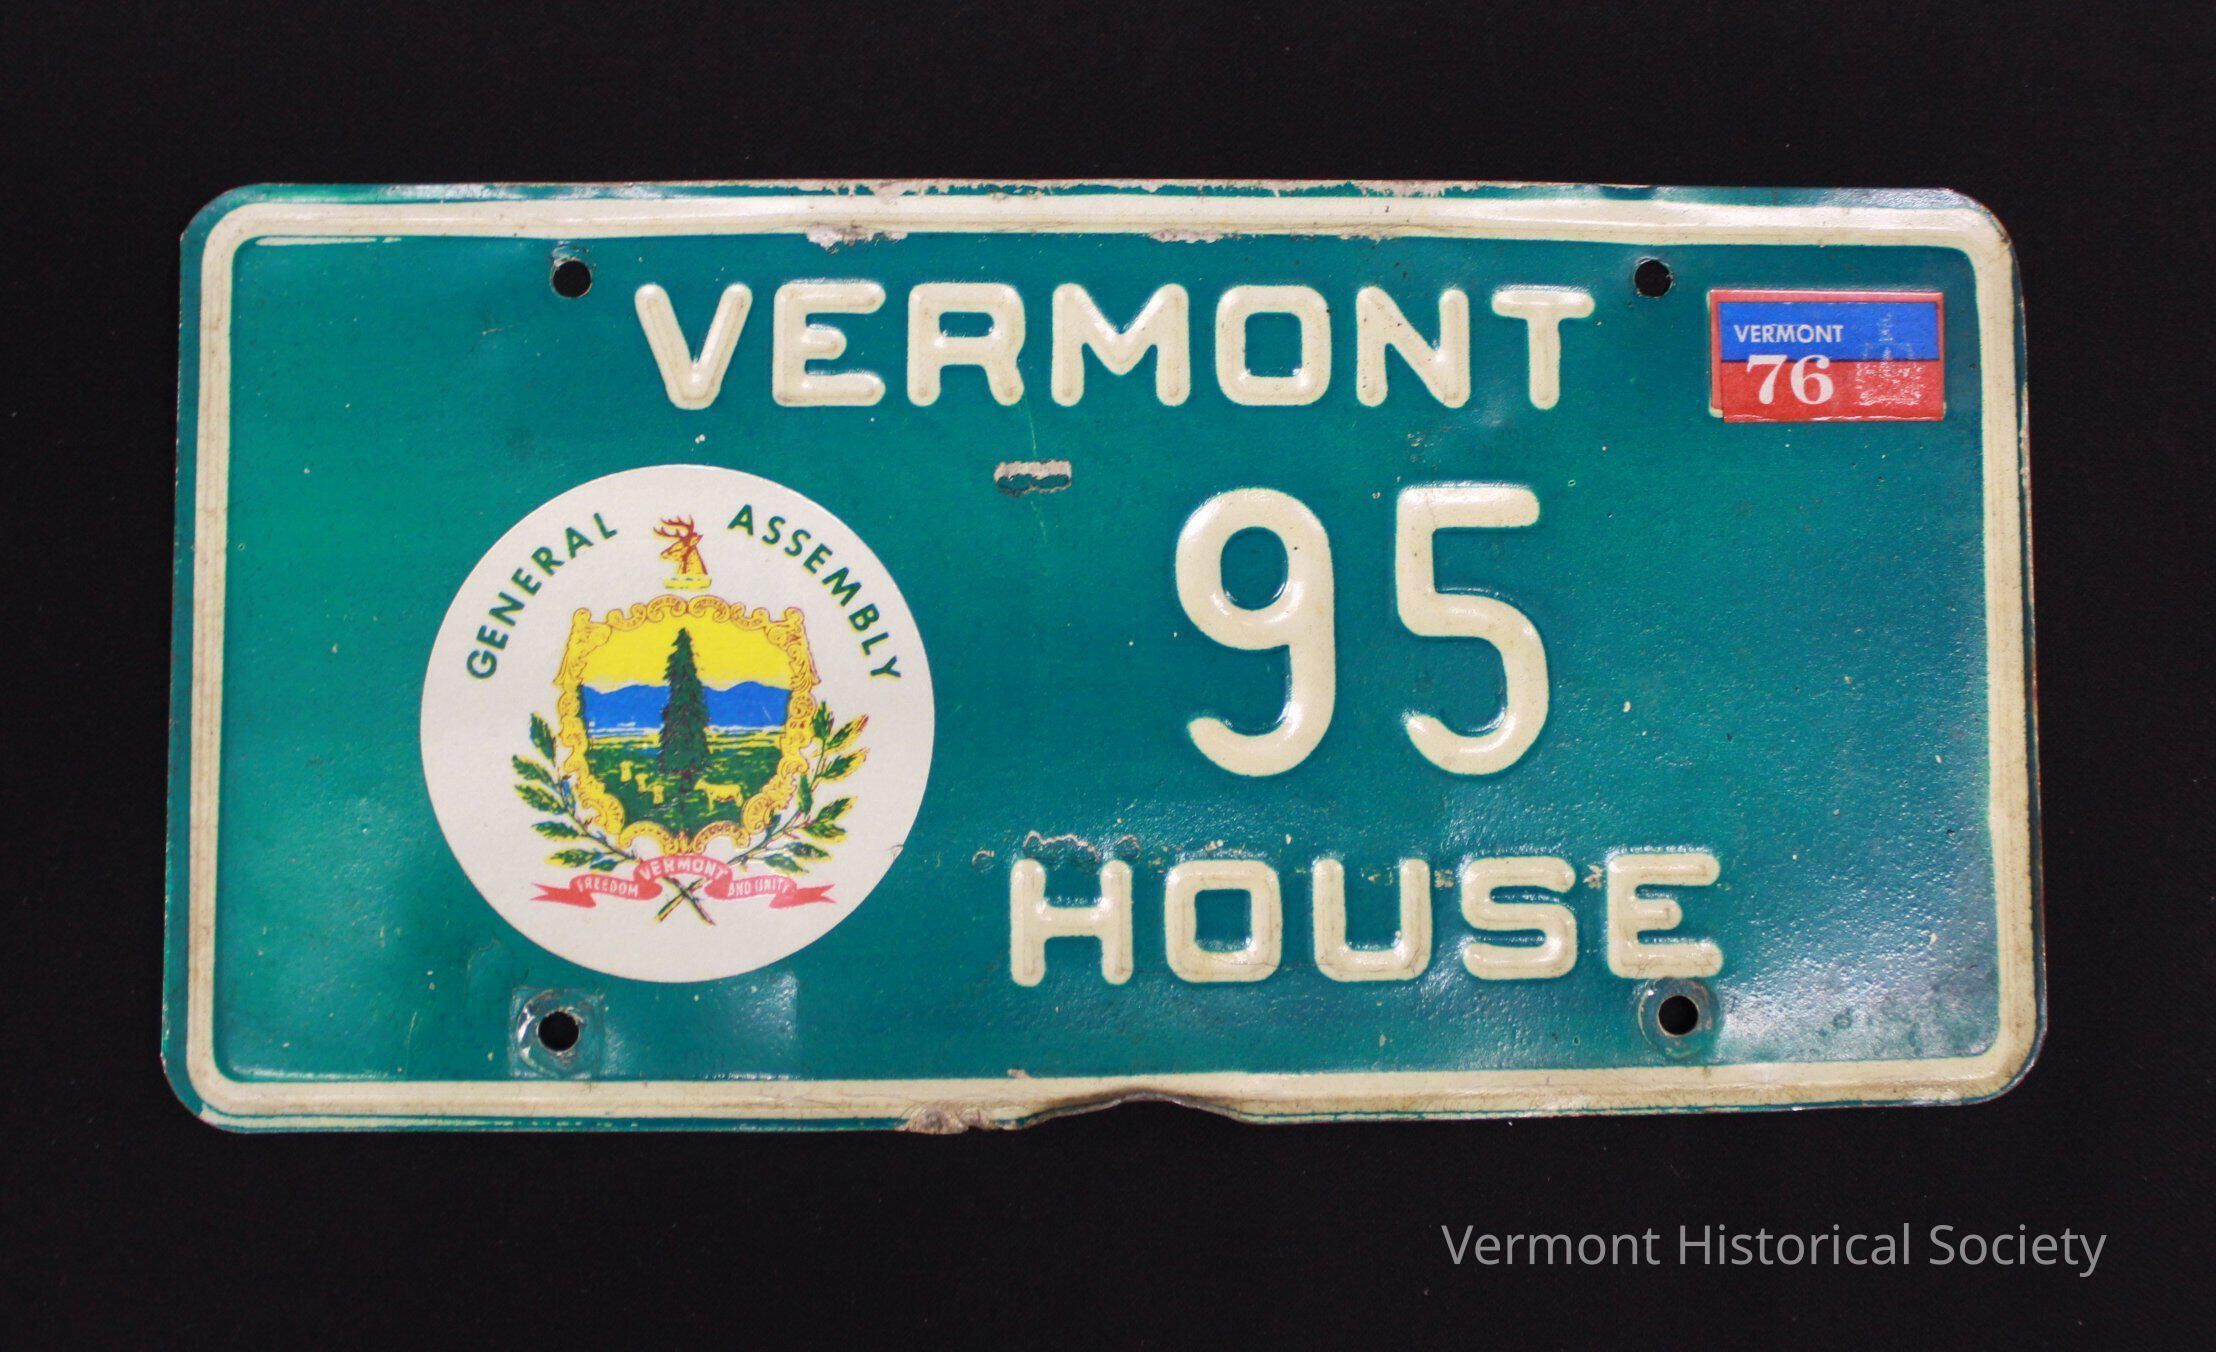 VERMONT
VERMONT
76
GENERAL ASSEMBLY
95
FREEDOM VERMONT AND UNITY
HOUSE
Vermont Historical Society